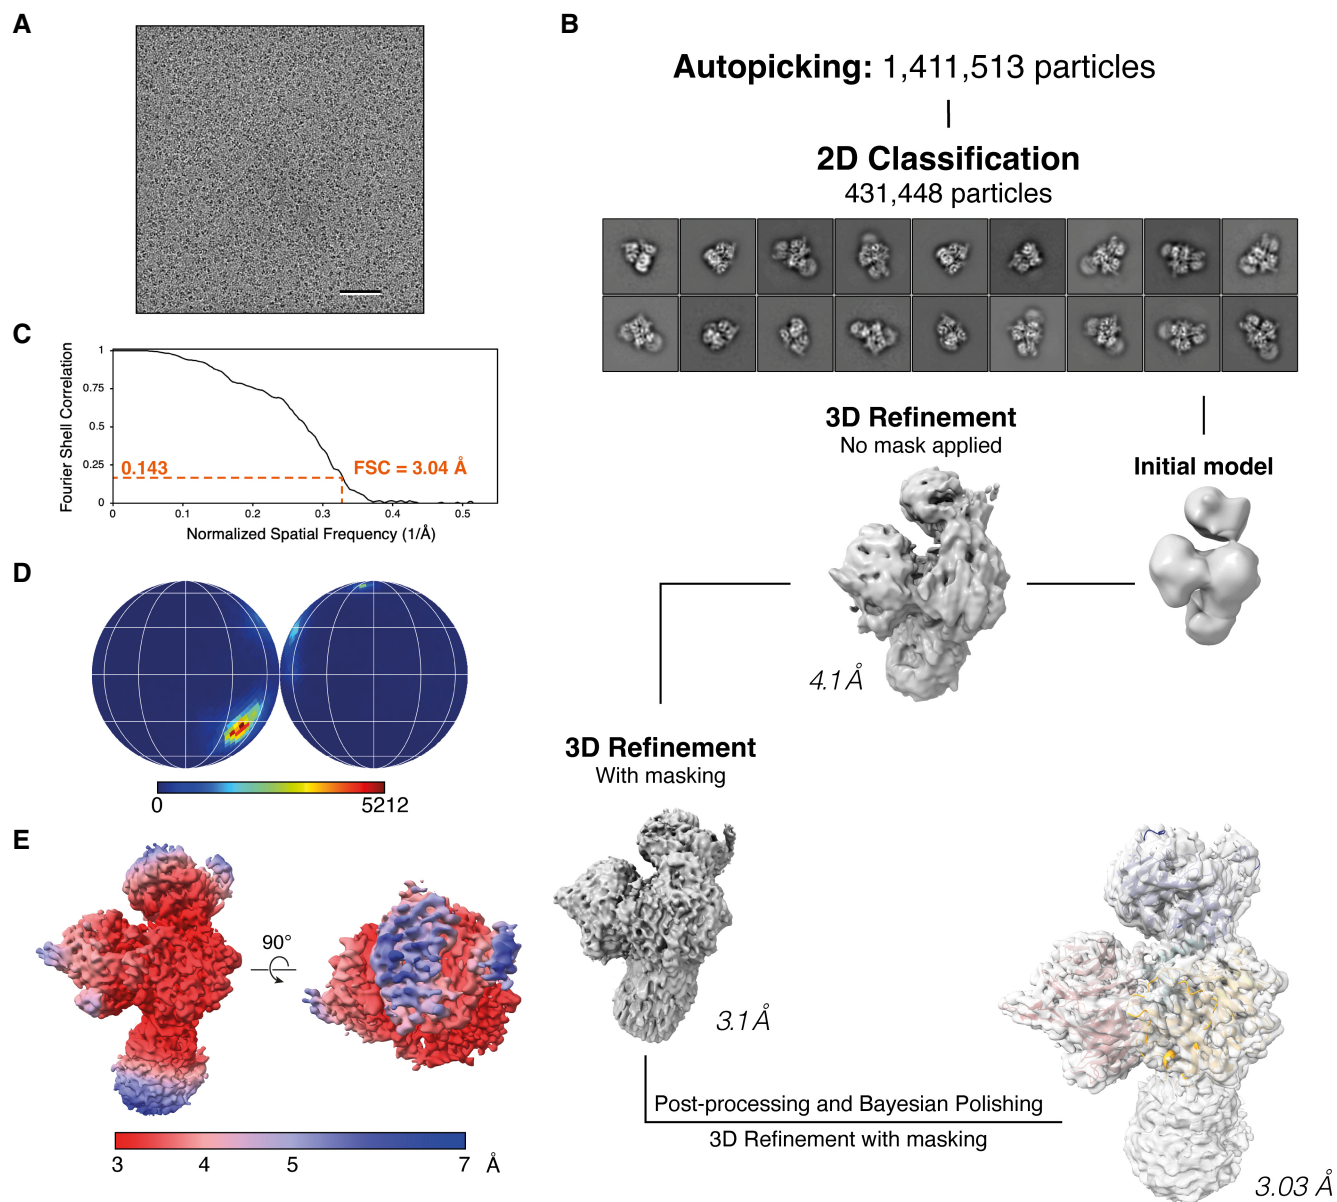 A
B
Autopicking: 1,411,513 particles
2D Classification
431,448 particles
C
Fourier Shell Correlation
1
0.75
0.5
0.25
0
0.143
FSC = 3.04 Å
0
0.1
0.2
0.3
0.4
0.5
Normalized Spatial Frequency (1/Å)
3D Refinement
No mask applied
4.1 Å
Initial model
D
0
5212
3D Refinement
With masking
3.1 Å
E
90°
3
4
5
7
Å
Post-processing and Bayesian Polishing
3D Refinement with masking
3.03 Å